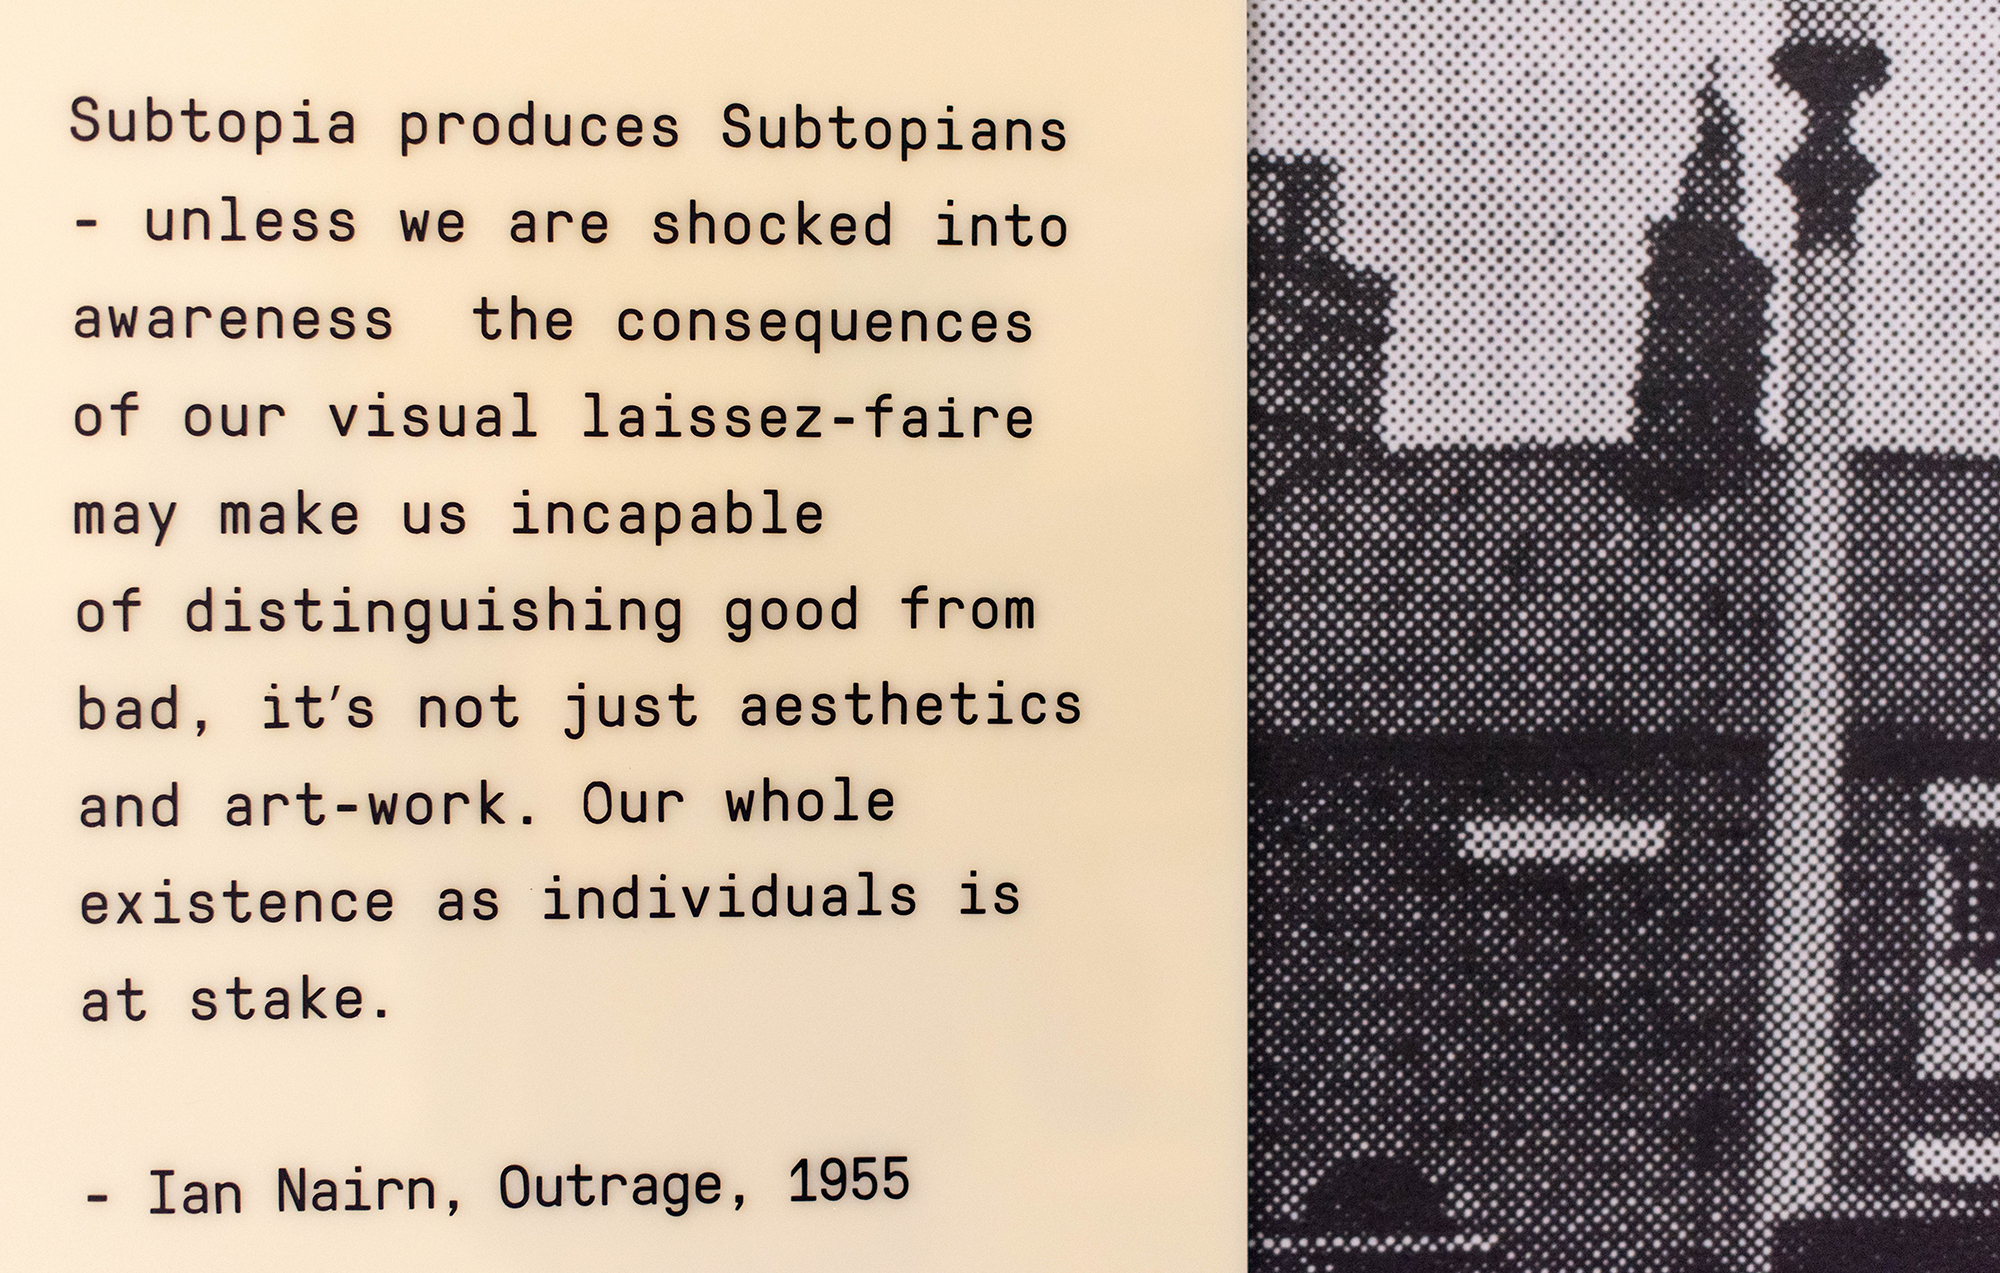 Subtopia produces Subtopians
- unless we are shocked into
awareness  the consequences
of our visual laissez-faire
may make us incapable
of distinguishing good from
bad, it's not just aesthetics
and art-work. Our whole
existence as individuals is
at stake.
- Ian Nairn, Outrage, 1955